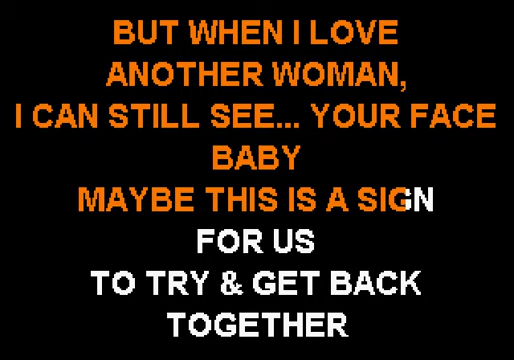 BUT WHEN I LOVE
ANOTHER WOMAN,
I CAN STILL SEE... YOUR FACE
BABY
MAYBE THIS IS A SIGN
FOR US
TO TRY & GET BACK
TOGETHER